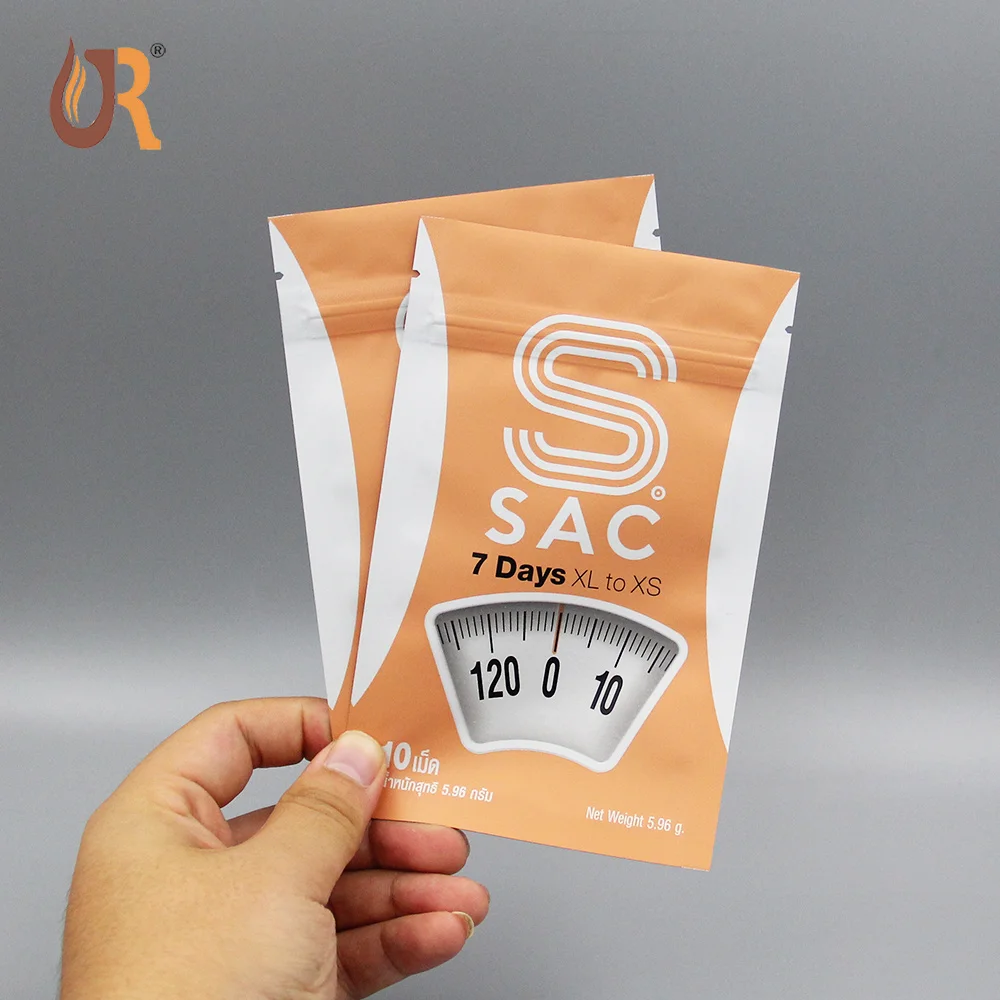 R®
S
SAC
7 Days XL to XS
120 0 10
10 เม็ด
น้ำหนักสุทธิ 5.96 กรัม
Net Weight 5.96 g.